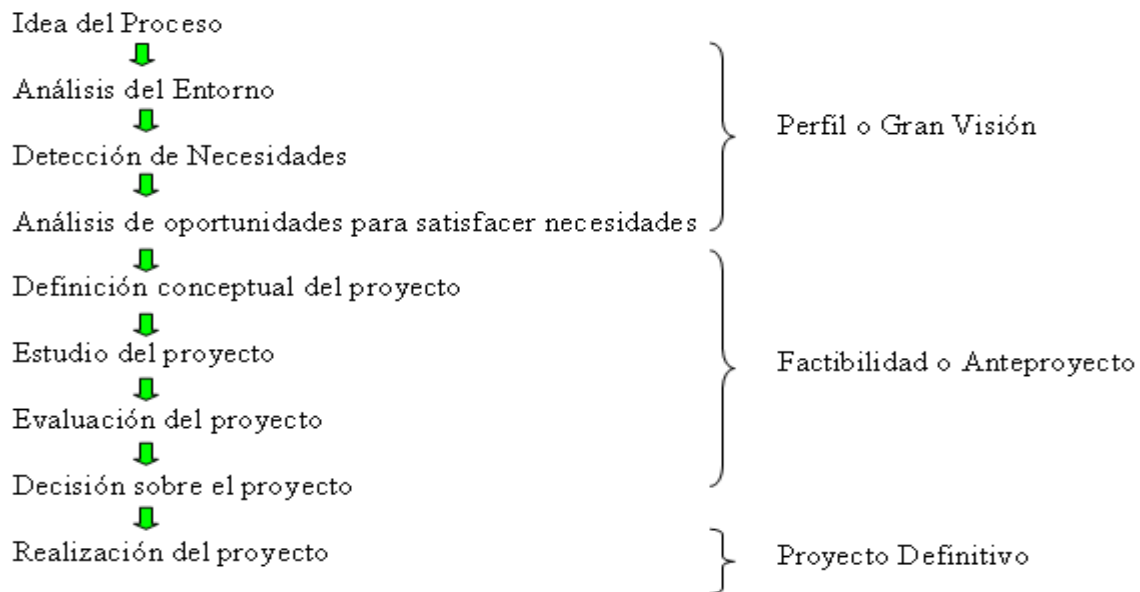 Idea del Proceso
Análisis del Entorno
Perfil o Gran Visión
Detección de Necesidades
Análisis de oportunidades para satisfacer necesidades
Definición conceptual del proyecto
Estudio del proyecto
Factibilidad o Anteproyecto
Evaluación del proyecto
Decisión sobre el proyecto
Realización del proyecto
Proyecto Definitivo